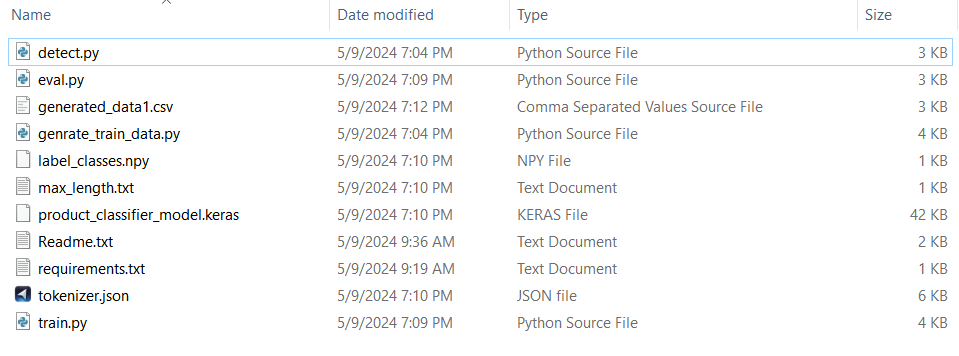 Name Date modified Type Size
detect.py 5/9/2024 7:04 PM Python Source File 3 KB
eval.py 5/9/2024 7:09 PM Python Source File 3 KB
generated_data1.csv 5/9/2024 7:12 PM Comma Separated Values Source File 3 KB
genrate_train_data.py 5/9/2024 7:04 PM Python Source File 4 KB
label_classes.npy 5/9/2024 7:10 PM NPY File 1 KB
max_length.txt 5/9/2024 7:10 PM Text Document 1 KB
product_classifier_model.keras 5/9/2024 7:10 PM KERAS File 42 KB
Readme.txt 5/9/2024 9:36 AM Text Document 2 KB
requirements.txt 5/9/2024 9:19 AM Text Document 1 KB
tokenizer.json 5/9/2024 7:10 PM JSON file 6 KB
train.py 5/9/2024 7:09 PM Python Source File 4 KB